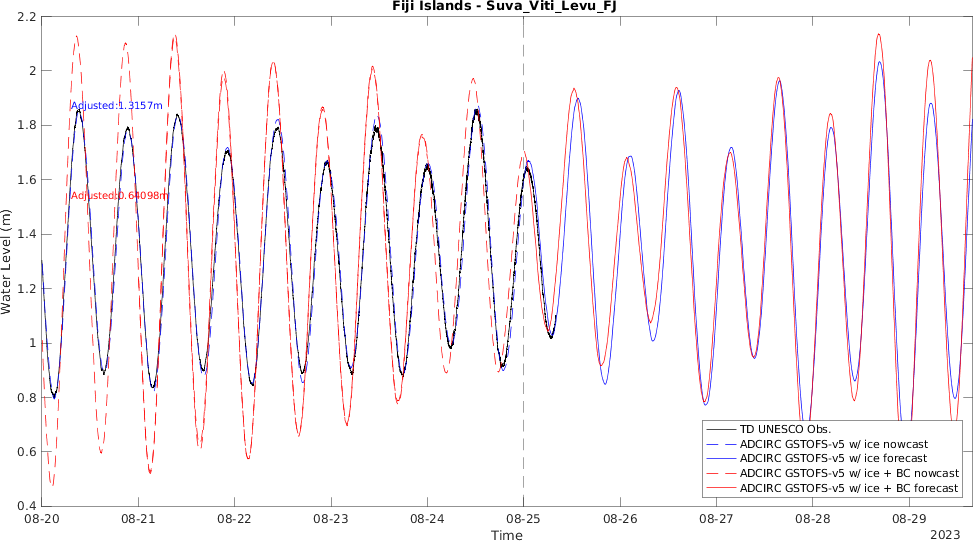 Fiji Islands - Suva_Viti_Levu_FJ
2.2
2
1.8
1.6
1.4
1.2
1
0.8
0.6
0.4
Water Level (m)
Adjusted:1.3157m
Adjusted:0.64098m
TD UNESCO Obs.
ADCIRC GSTOFS-v5 w/ ice nowcast
ADCIRC GSTOFS-v5 w/ ice forecast
ADCIRC GSTOFS-v5 w/ ice + BC nowcast
ADCIRC GSTOFS-v5 w/ ice + BC forecast
08-20 08-21 08-22 08-23 08-24 08-25 08-26 08-27 08-28 08-29
Time
2023